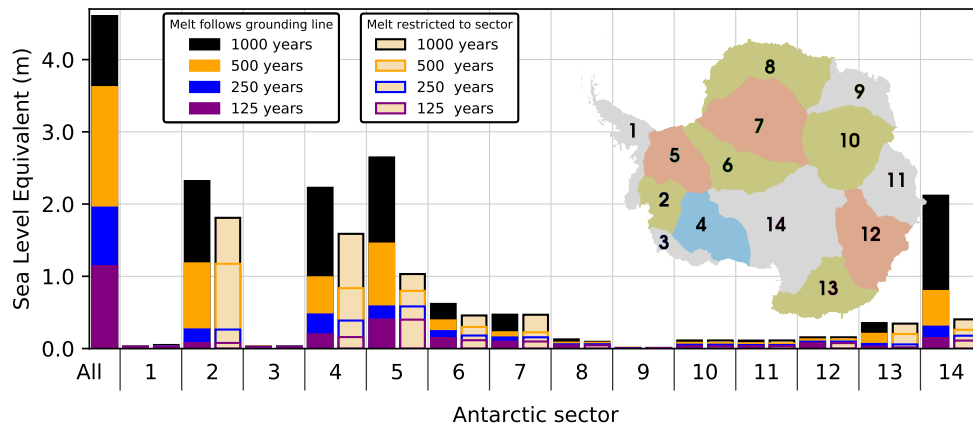 Melt follows grounding line
1000 years
500 years
250 years
125 years
Melt restricted to sector
1000 years
500 years
250 years
125 years
Sea Level Equivalent (m)
4.0
3.0
2.0
1.0
0.0
8
9
1
7
10
5
6
11
2
4
14
12
3
13
All 1 2 3 4 5 6 7 8 9 10 11 12 13 14
Antarctic sector